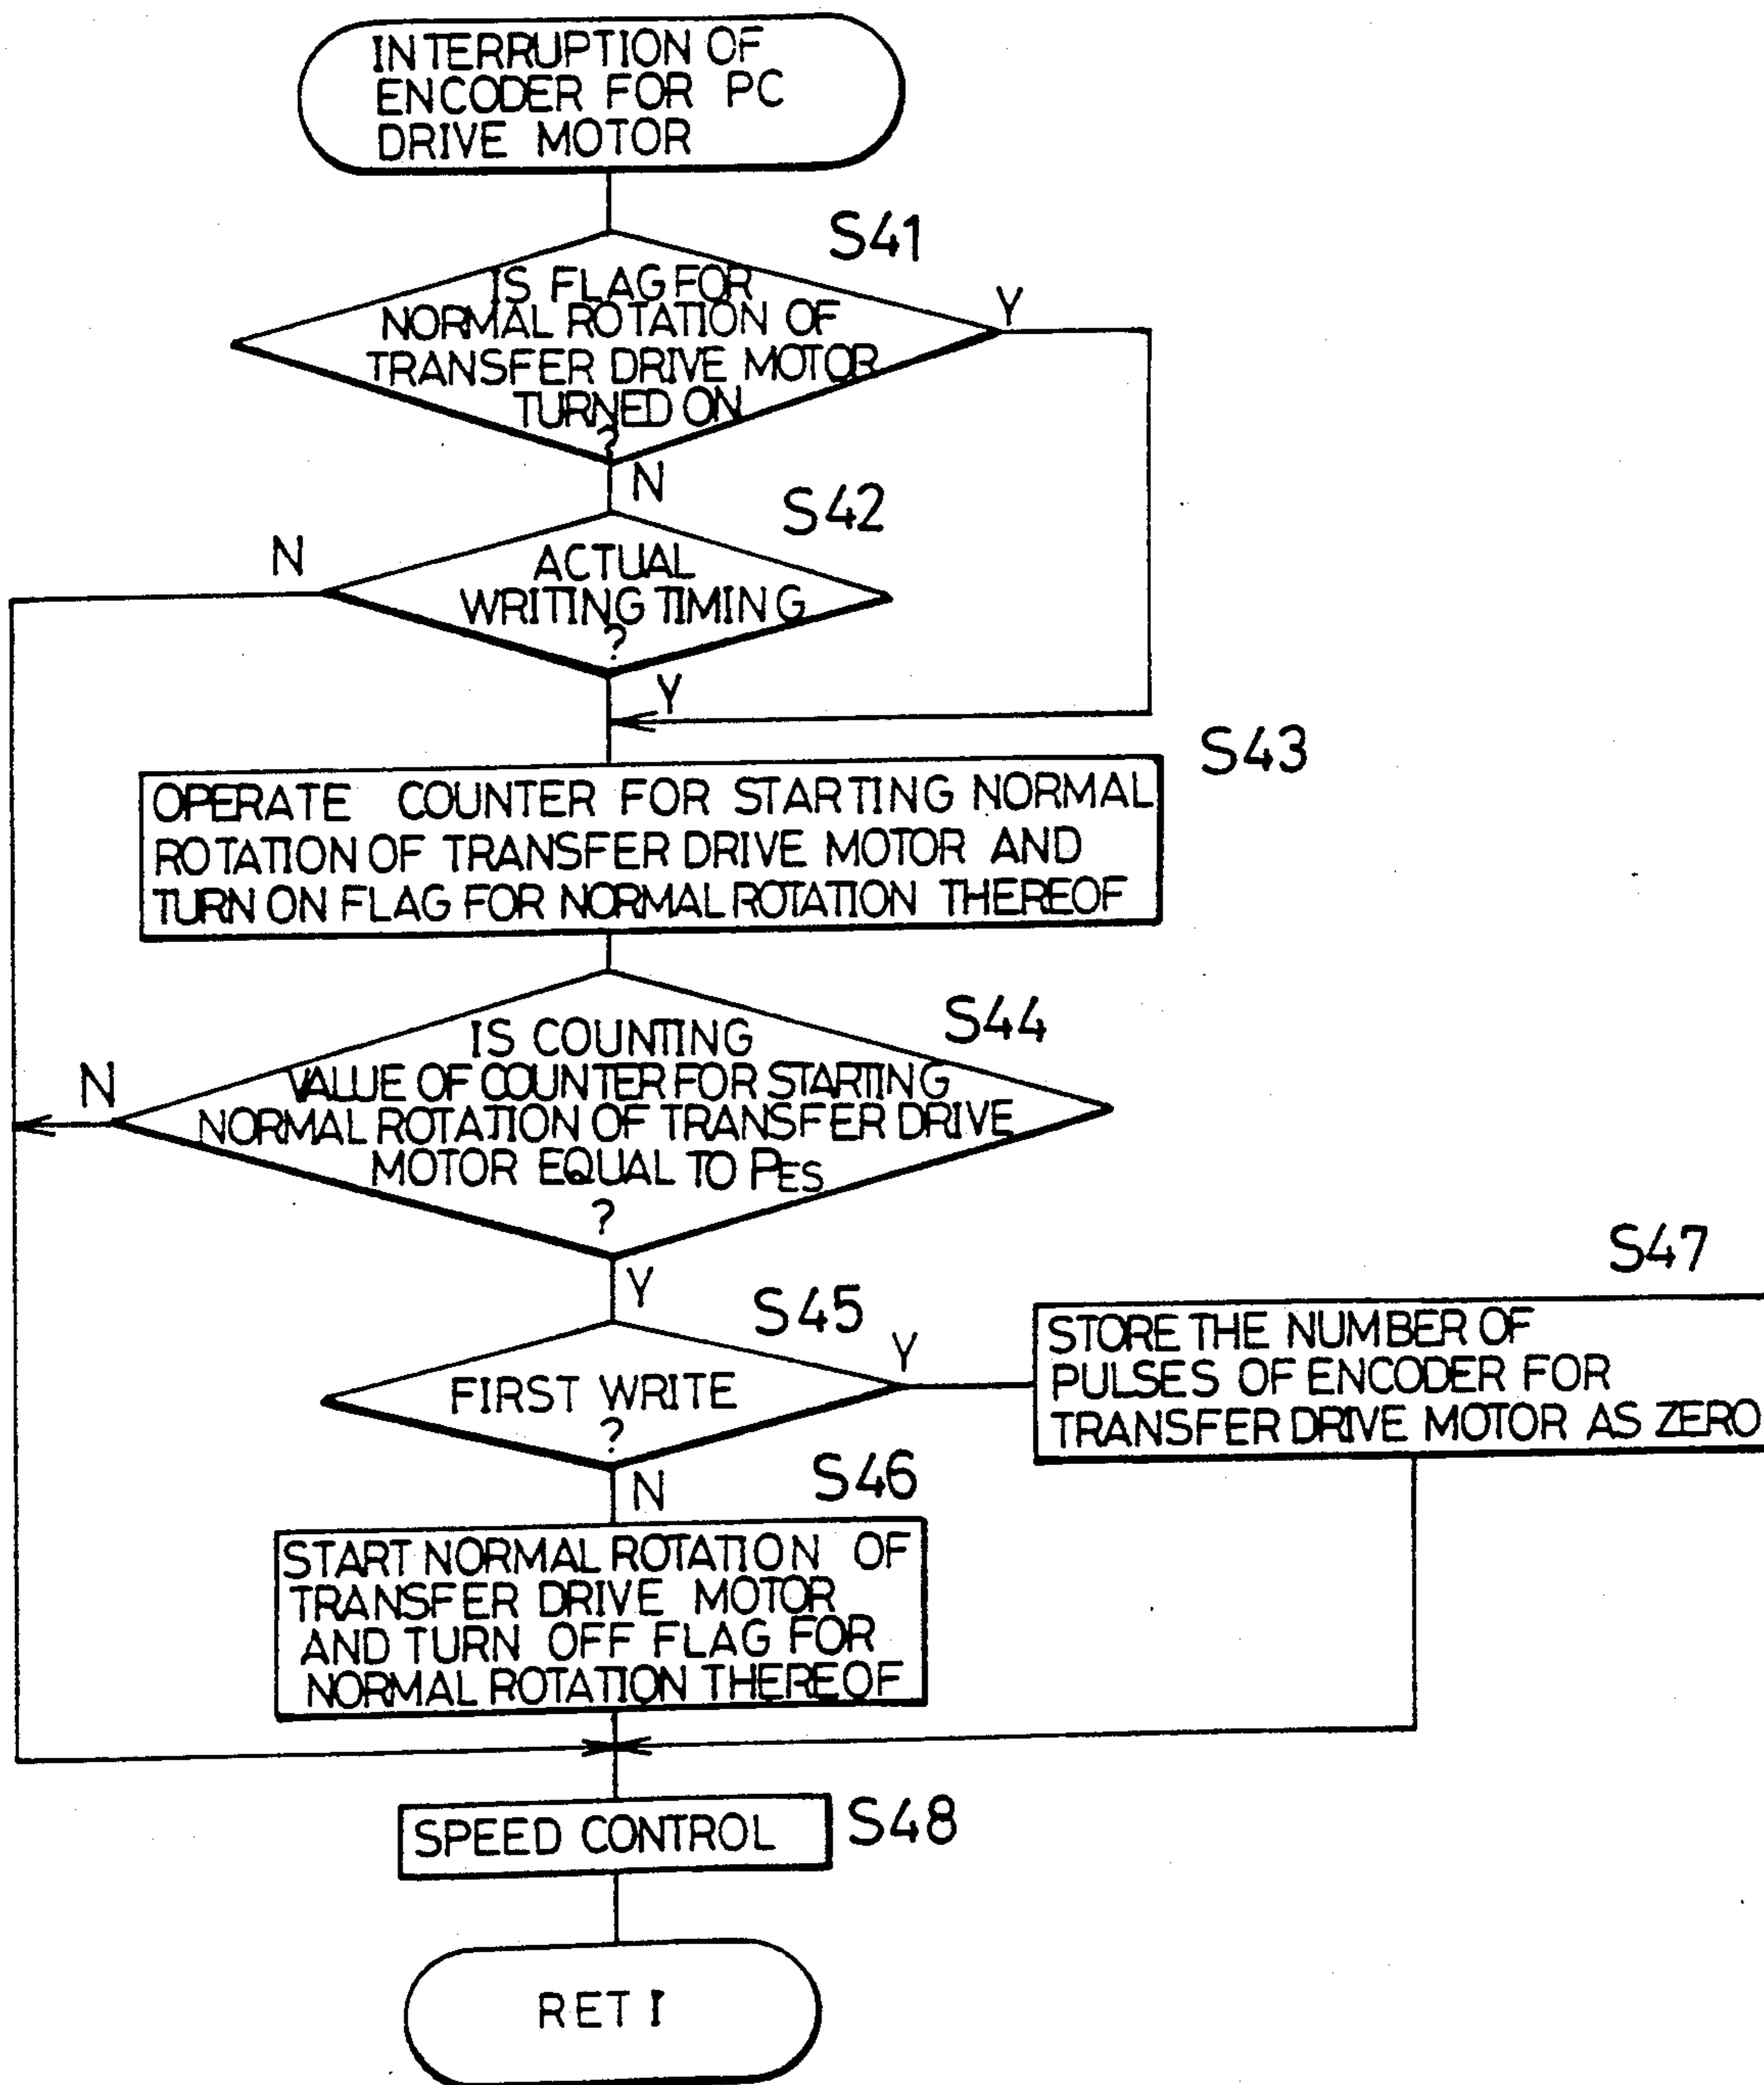 INTERRUPTION OF
ENCODER FOR PC
DRIVE MOTOR
S41
IS FLAG FOR
NORMAL ROTATION OF
TRANSFER DRIVE MOTOR
TURNED ON
?
Y
N
S42
N
ACTUAL
WRITING TIMING
?
Y
S43
OPERATE COUNTER FOR STARTING NORMAL
ROTATION OF TRANSFER DRIVE MOTOR AND
TURN ON FLAG FOR NORMAL ROTATION THEREOF
S44
IS COUNTING
VALUE OF COUNTER FOR STARTING
NORMAL ROTATION OF TRANSFER DRIVE
MOTOR EQUAL TO PES
?
N
Y
S45
FIRST WRITE
?
Y
N
S47
STORE THE NUMBER OF
PULSES OF ENCODER FOR
TRANSFER DRIVE MOTOR AS ZERO
S46
START NORMAL ROTATION OF
TRANSFER DRIVE MOTOR
AND TURN OFF FLAG FOR
NORMAL ROTATION THEREOF
SPEED CONTROL
S48
RET I